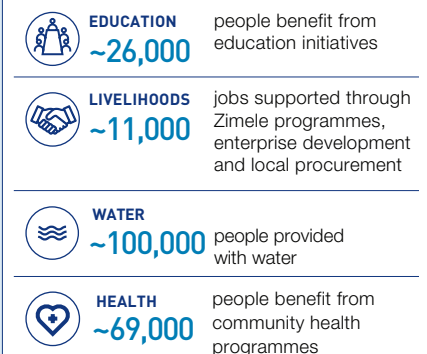 EDUCATION
~26,000
people benefit from
education initiatives
LIVELIHOODS
~11,000
jobs supported through
Zimele programmes,
enterprise development
and local procurement
WATER
~100,000
people provided
with water
HEALTH
~69,000
people benefit from
community health
programmes